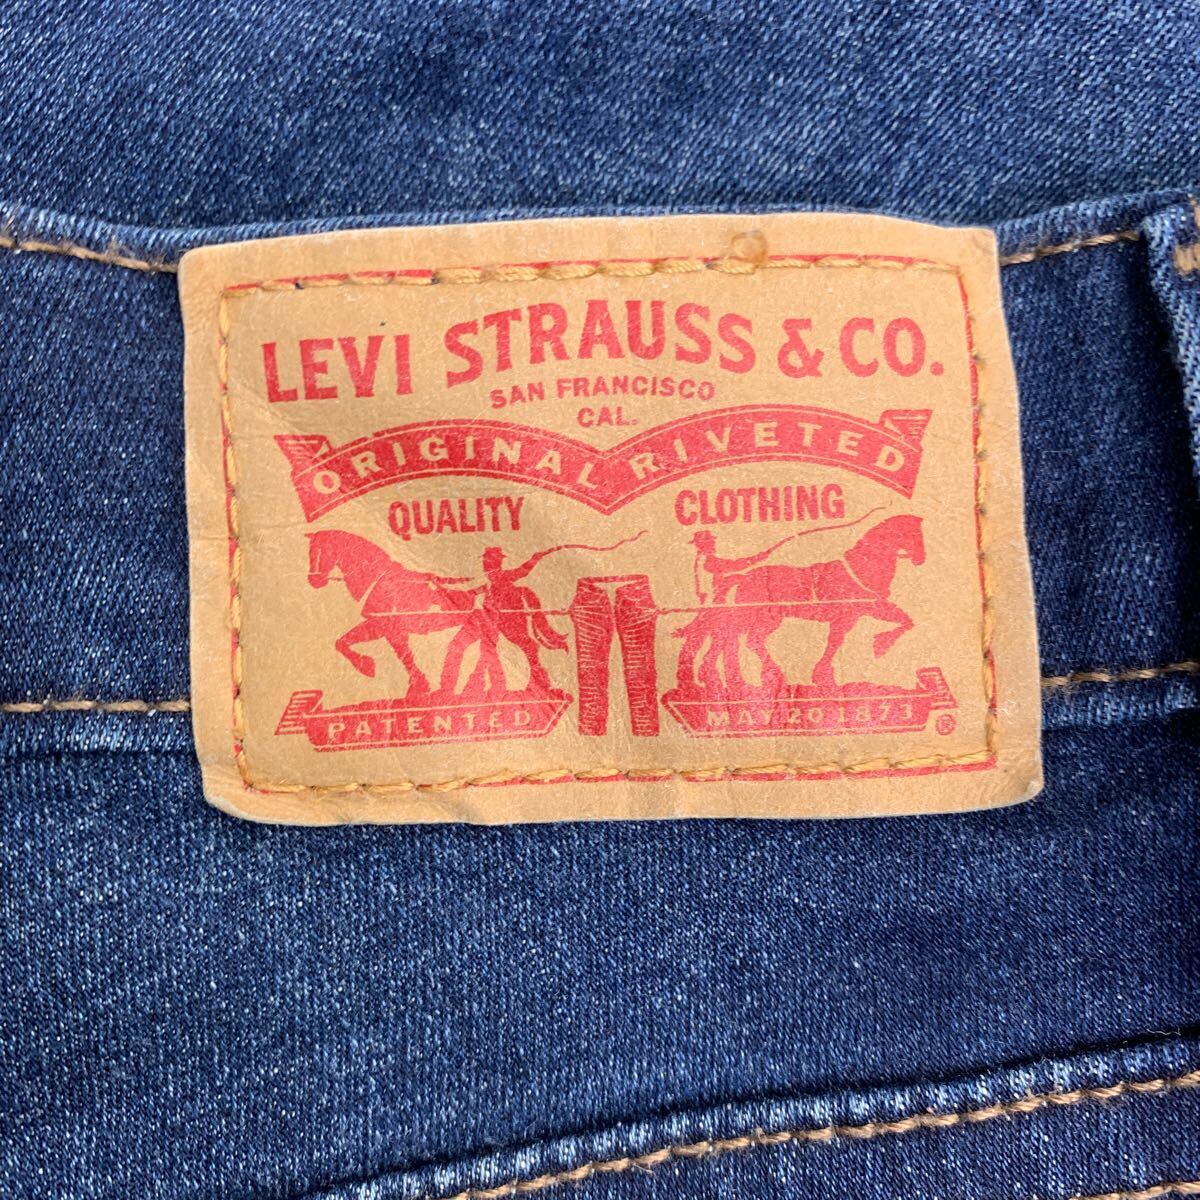 LEVI STRAUSS & CO.
SAN FRANCISCO
CAL.
ORIGINAL RIVETED
QUALITY CLOTHING
PATENTED MAY 20 1873 ®